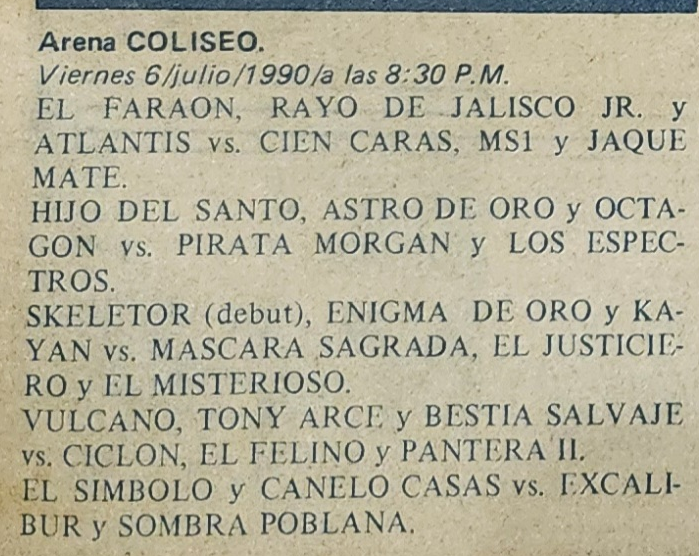 Arena COLISEO.
Viernes 6/julio/1990/a las 8:30 P.M.
EL FARAON, RAYO DE JALISCO JR. y
ATLANTIS vs. CIEN CARAS, MS1 y JAQUE
MATE.
HIJO DEL SANTO, ASTRO DE ORO y OCTA-
GON vs. PIRATA MORGAN y LOS ESPEC-
TROS.
SKELETOR (debut), ENIGMA DE ORO y KA-
YAN vs. MASCARA SAGRADA, EL JUSTICIE-
RO y EL MISTERIOSO.
VULCANO, TONY ARCE y BESTIA SALVAJE
vs. CICLON, EL FELINO y PANTERA II.
EL SIMBOLO y CANELO CASAS vs. EXCALI-
BUR y SOMBRA POBLANA.